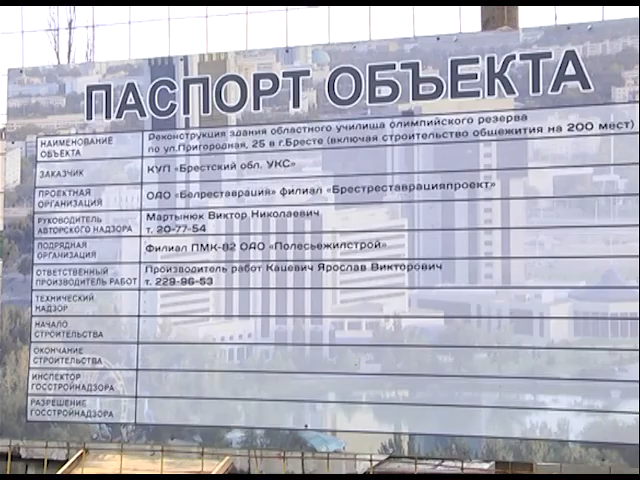 ПАСПОРТ ОБЪЕКТА
НАИМЕНОВАНИЕ
ОБЪЕКТА
Реконструкция здания областного училища олимпийского резерва
по ул.Пригородная, 25 в г.Бресте (включая строительство общежития на 200 мест)
ЗАКАЗЧИК
КУП «Брестский обл. УКС»
ПРОЕКТНАЯ
ОРГАНИЗАЦИЯ
ОАО «Белреставрация» филиал «Брестреставрацияпроект»
РУКОВОДИТЕЛЬ
АВТОРСКОГО НАДЗОРА
Мартынюк Виктор Николаевич
т. 20-77-54
ПОДРЯДНАЯ
ОРГАНИЗАЦИЯ
Филиал ПМК-82 ОАО «Полесьежилстрой»
ОТВЕТСТВЕННЫЙ
ПРОИЗВОДИТЕЛЬ РАБОТ
Производитель работ Кацевич Ярослав Викторович
т. 229-96-53
ТЕХНИЧЕСКИЙ
НАДЗОР
НАЧАЛО
СТРОИТЕЛЬСТВА
ОКОНЧАНИЕ
СТРОИТЕЛЬСТВА
ИНСПЕКТОР
ГОССТРОЙНАДЗОРА
РАЗРЕШЕНИЕ
ГОССТРОЙНАДЗОРА